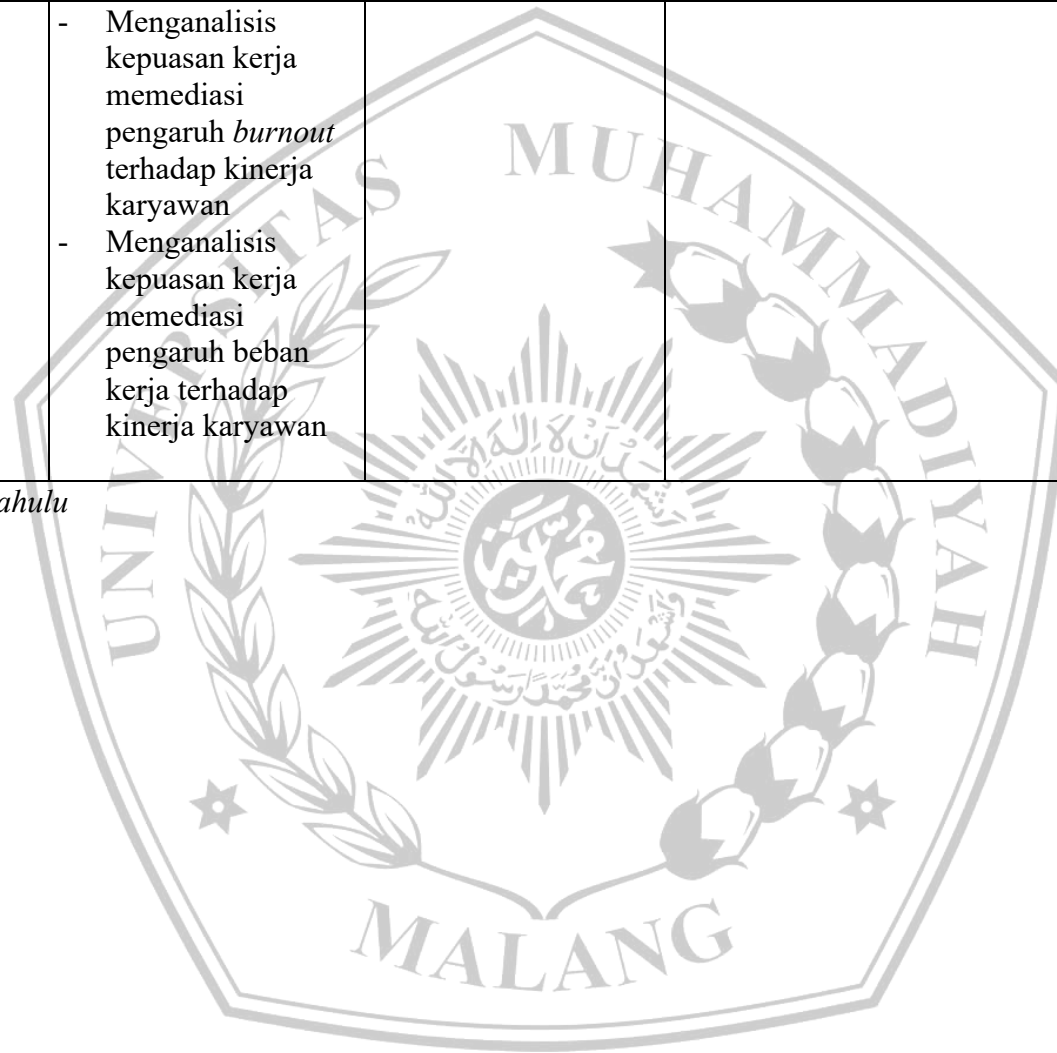 - Menganalisis
kepuasan kerja
memediasi
pengaruh burnout
terhadap kinerja
karyawan
- Menganalisis
kepuasan kerja
memediasi
pengaruh beban
kerja terhadap
kinerja karyawan
ahulu
UNIVERSITAS MUHAMMADIYAH
MALANG